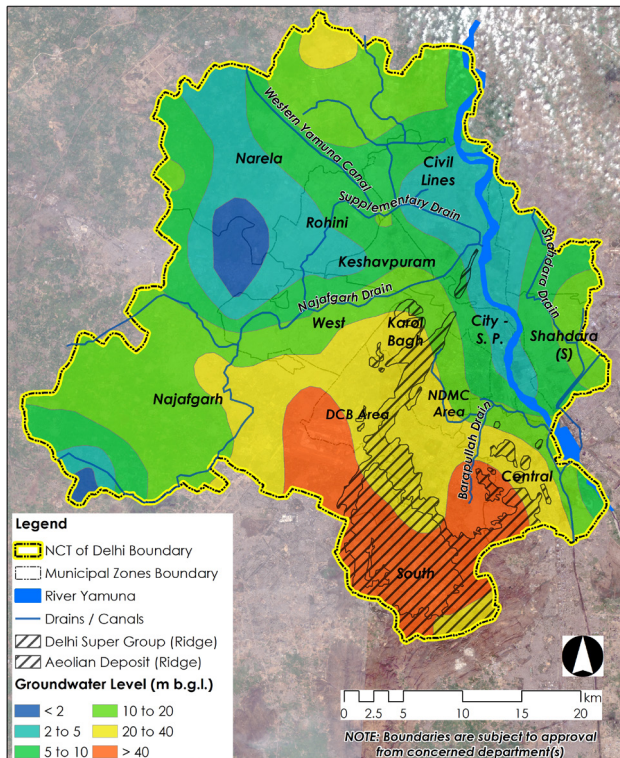 Western Yamuna Canal
Narela
Civil
Lines
Supplementary Drain
Rohini
Keshavpuram
Shahdara Drain
Najafgarh Drain
West
Karol
Bagh
City -
S. P.
Shahdara
(S)
Najafgarh
DCB Area
NDMC
Area
Barapullah Drain
Central
South
Legend
NCT of Delhi Boundary
Municipal Zones Boundary
River Yamuna
Drains / Canals
Delhi Super Group (Ridge)
Aeolian Deposit (Ridge)
Groundwater Level (m b.g.l.)
< 2
2 to 5
5 to 10
10 to 20
20 to 40
> 40
km
0 2.5 5 10 15 20
NOTE: Boundaries are subject to approval
from concerned department(s)